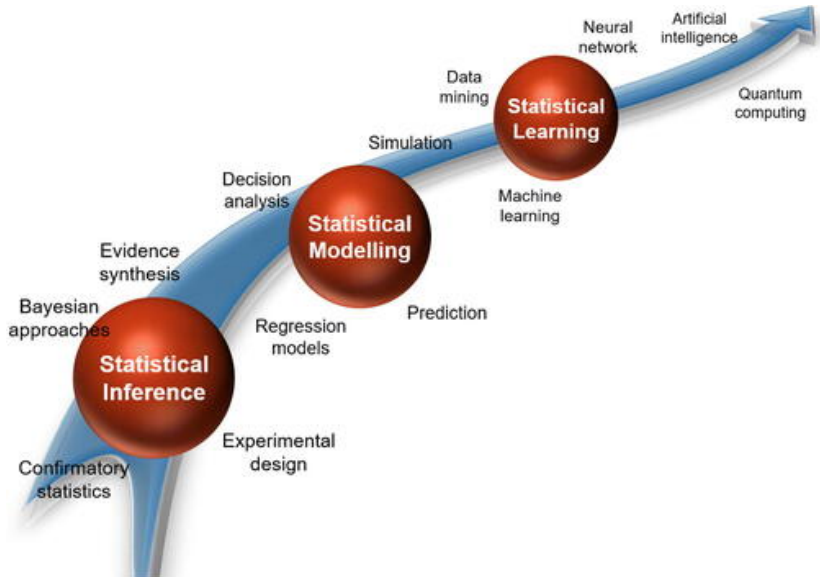 Artificial
intelligence
Neural
network
Data
mining
Statistical
Learning
Quantum
computing
Simulation
Machine
learning
Decision
analysis
Statistical
Modelling
Evidence
synthesis
Prediction
Regression
models
Bayesian
approaches
Statistical
Inference
Experimental
design
Confirmatory
statistics